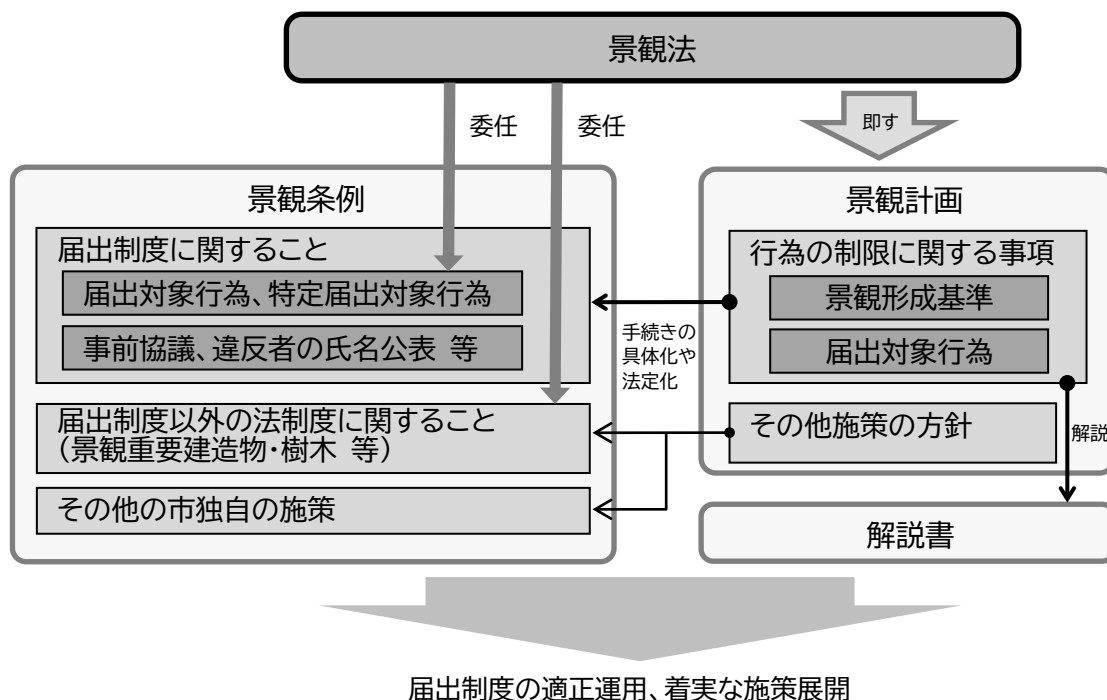 景観法
委任
委任
即す
景観条例
届出制度に関すること
届出対象行為、特定届出対象行為
事前協議、違反者の氏名公表 等
届出制度以外の法制度に関すること
（景観重要建造物・樹木 等）
その他の市独自の施策
手続きの
具体化や
法定化
景観計画
行為の制限に関する事項
景観形成基準
届出対象行為
その他施策の方針
解説
解説書
届出制度の適正運用、着実な施策展開